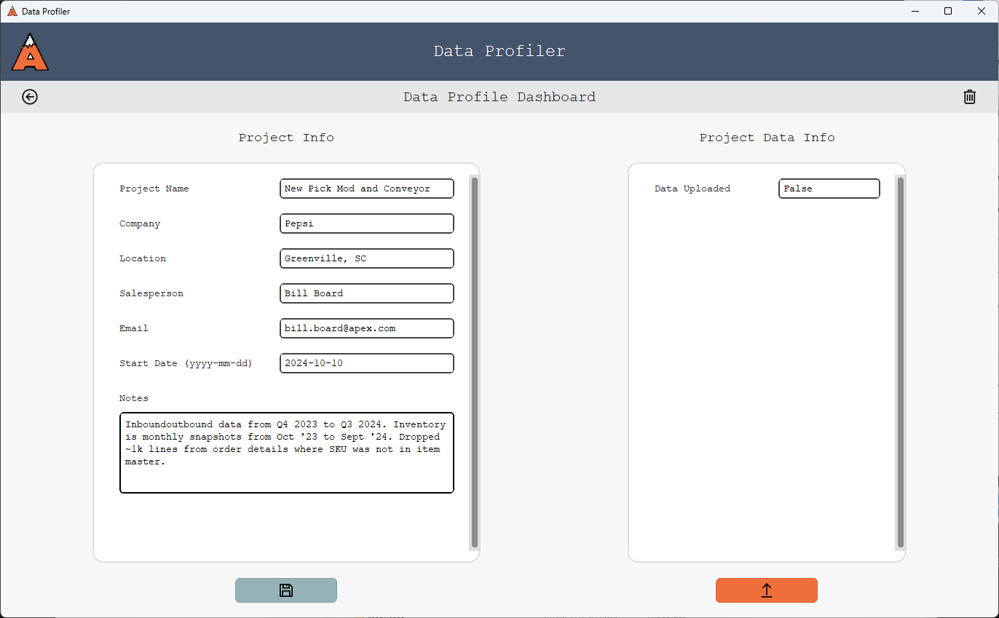 Data Profiler
Data Profiler
Data Profile Dashboard
Project Info
Project Name
New Pick Mod and Conveyor
Company
Pepsi
Location
Greenville, SC
Salesperson
Bill Board
Email
bill.board@apex.com
Start Date (yyyy-mm-dd)
2024-10-10
Notes
Inboundoutbound data from Q4 2023 to Q3 2024. Inventory
is monthly snapshots from Oct '23 to Sept '24. Dropped
~1k lines from order details where SKU was not in item
master.
Project Data Info
Data Uploaded
False